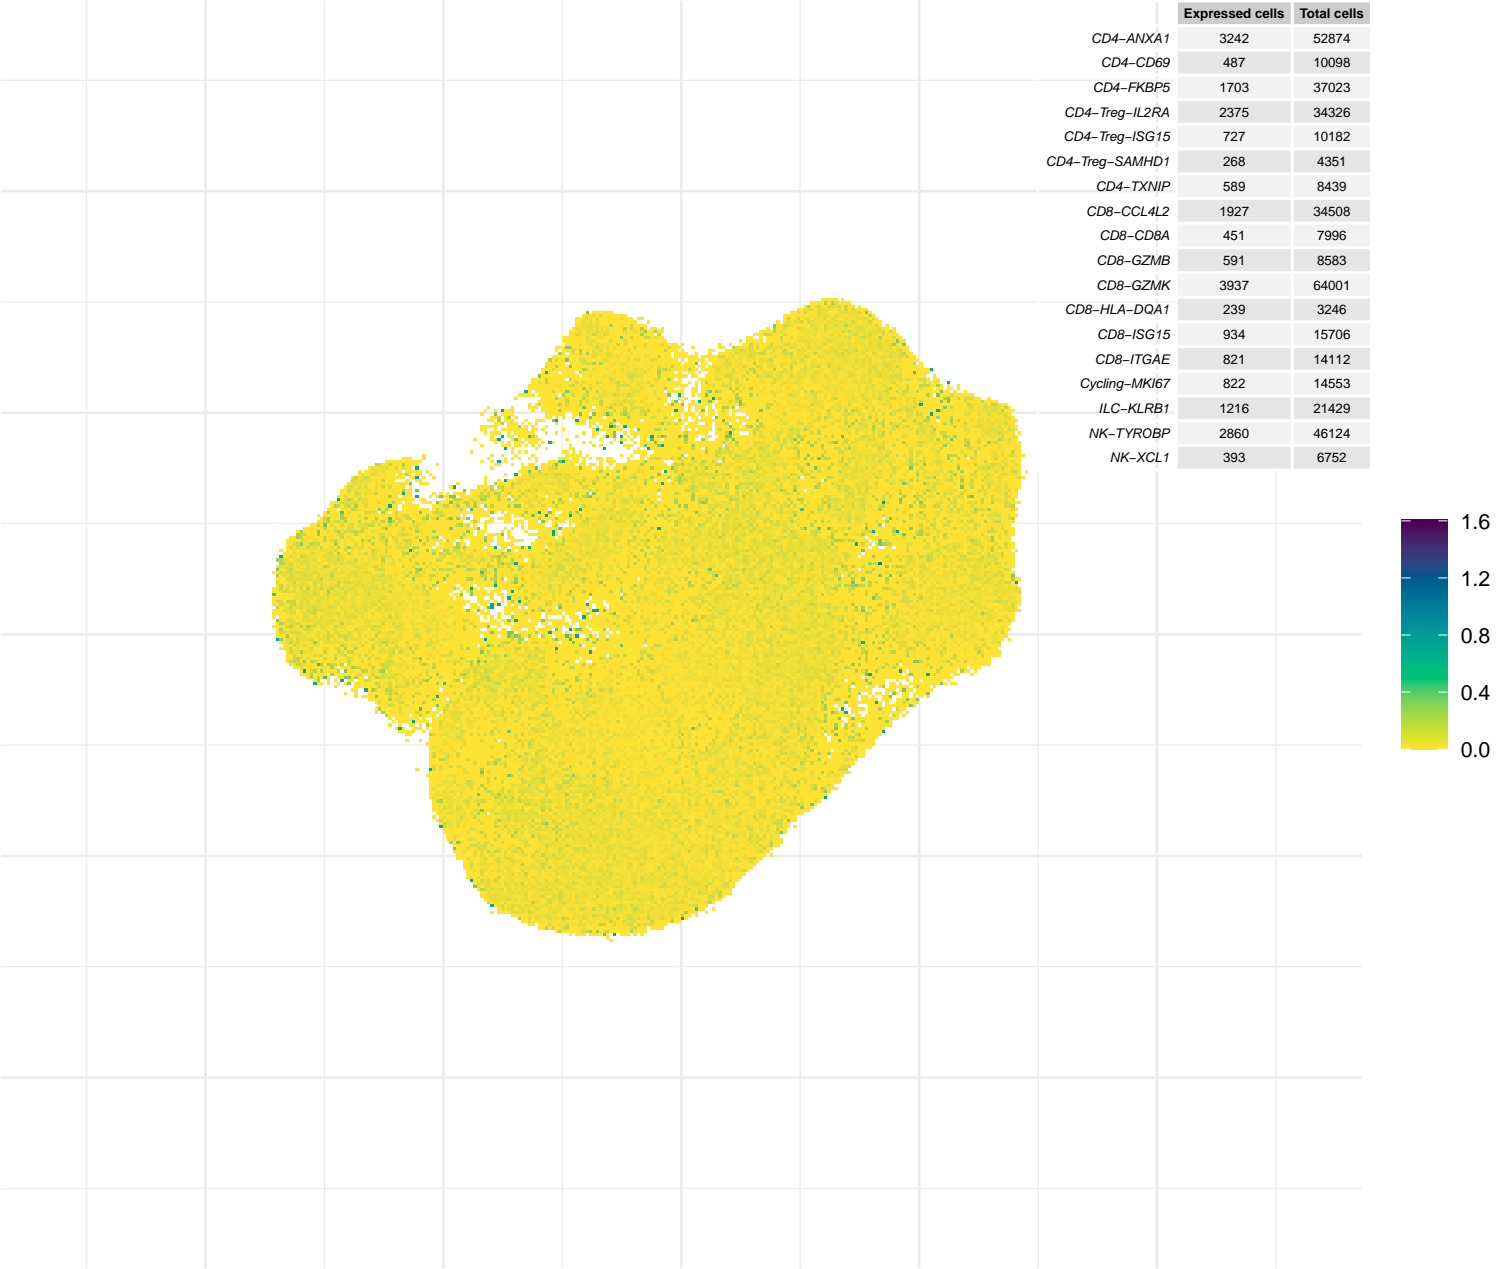 Expressed cells Total cells
CD4−ANXA1 3242 52874
CD4−CD69 487 10098
CD4−FKBP5 1703 37023
CD4−Treg−IL2RA 2375 34326
CD4−Treg−ISG15 727 10182
CD4−Treg−SAMHD1 268 4351
CD4−TXNIP 589 8439
CD8−CCL4L2 1927 34508
CD8−CD8A 451 7996
CD8−GZMB 591 8583
CD8−GZMK 3937 64001
CD8−HLA−DQA1 239 3246
CD8−ISG15 934 15706
CD8−ITGAE 821 14112
Cycling−MKI67 822 14553
ILC−KLRB1 1216 21429
NK−TYROBP 2860 46124
NK−XCL1 393 6752
1.6
1.2
0.8
0.4
0.0